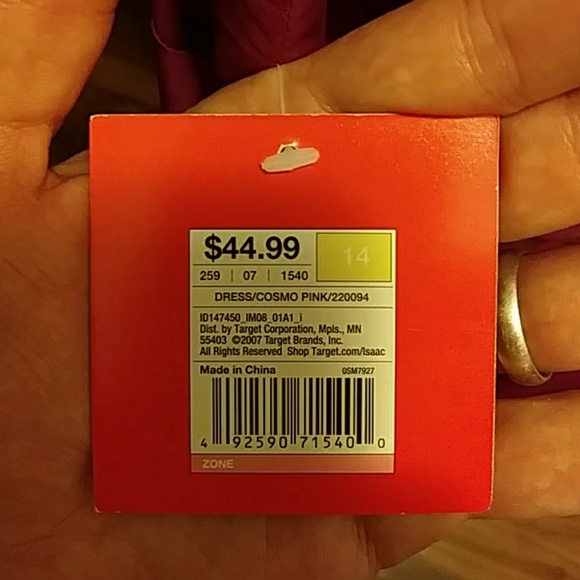 $44.99 14
259 | 07 | 1540
DRESS/COSMO PINK/220094
ID147450_IM08_01A1_i
Dist. by Target Corporation, Mpls., MN
55403 ©2007 Target Brands, Inc.
All Rights Reserved Shop Target.com/Isaac
Made in China 0SM7927
4 92590 71540 0
ZONE